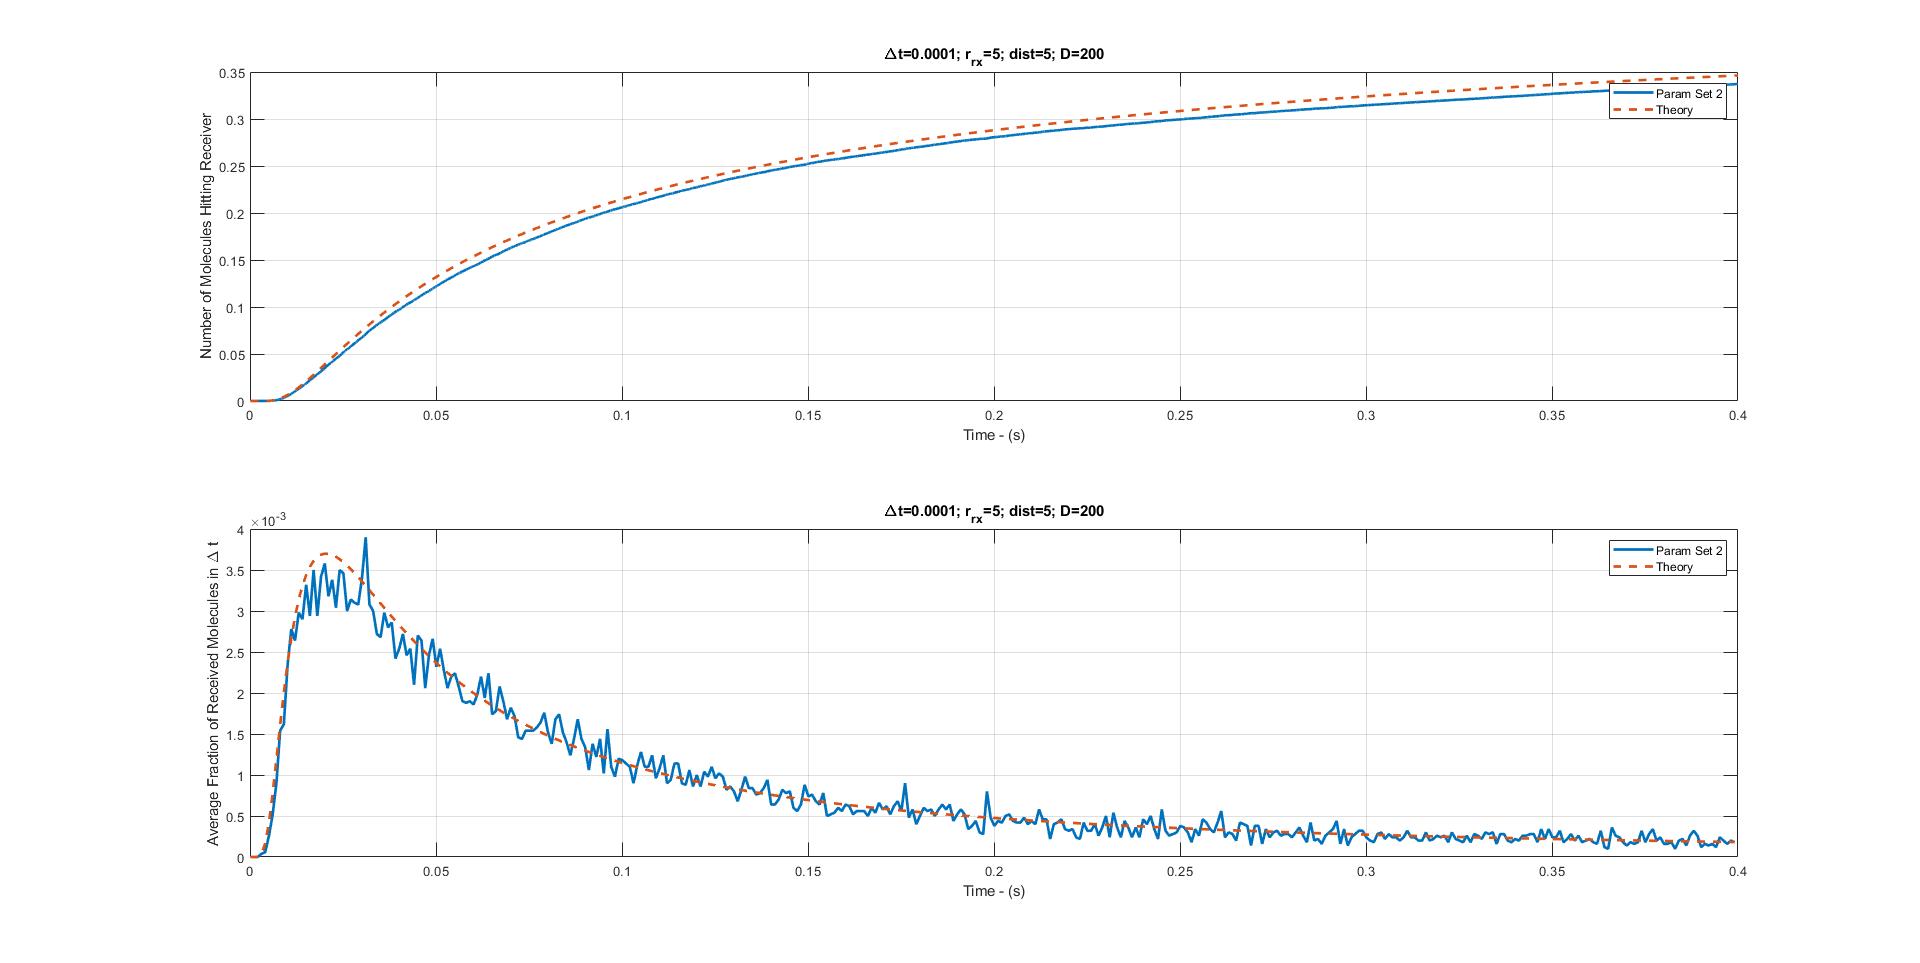 Δt=0.0001; r_rx=5; dist=5; D=200
Number of Molecules Hitting Receiver
0.35
0.3
0.25
0.2
0.15
0.1
0.05
0
Param Set 2
Theory
0 0.05 0.1 0.15 0.2 0.25 0.3 0.35 0.4
Time - (s)
Δt=0.0001; r_rx=5; dist=5; D=200
×10^-3
Average Fraction of Received Molecules in Δ t
4
3.5
3
2.5
2
1.5
1
0.5
0
Param Set 2
Theory
0 0.05 0.1 0.15 0.2 0.25 0.3 0.35 0.4
Time - (s)